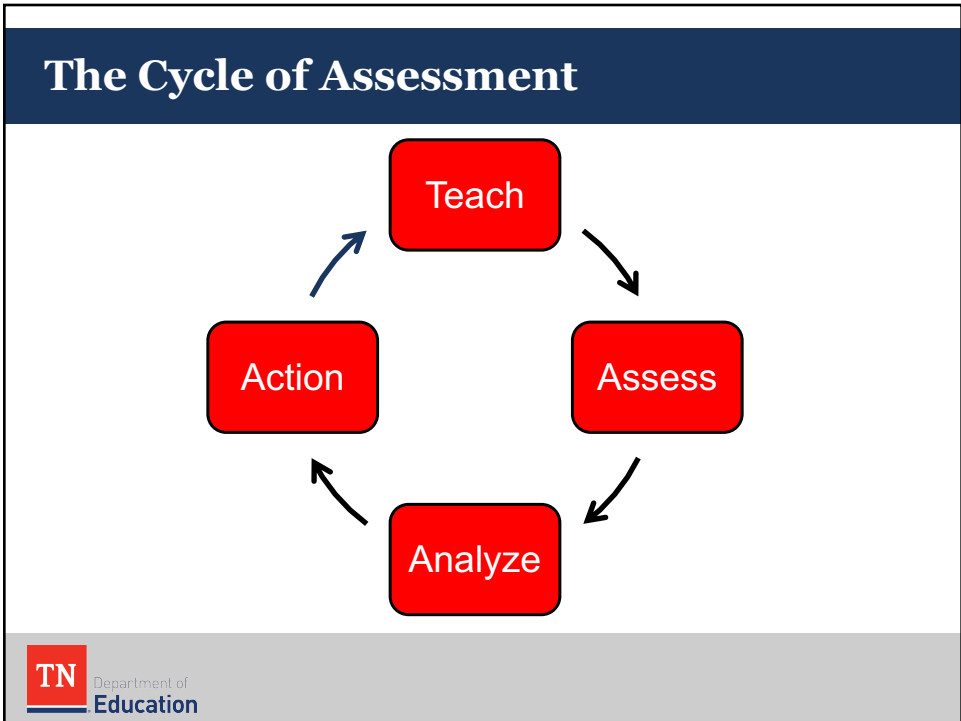 The Cycle of Assessment
Teach
Action
Assess
Analyze
TN
Department of
Education